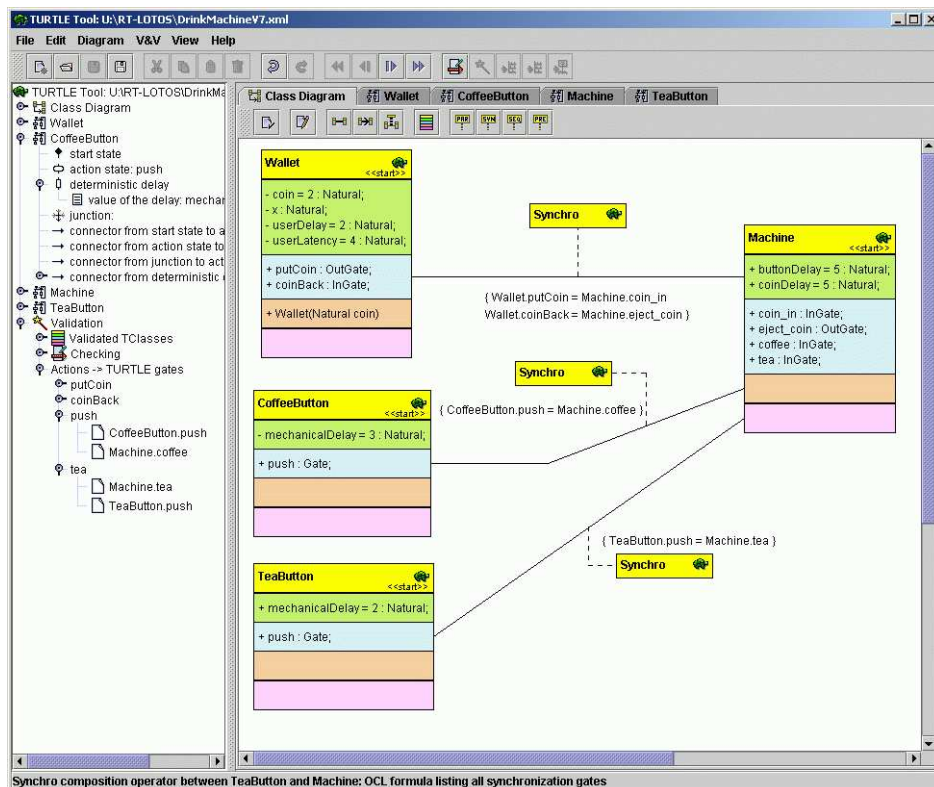 TURTLE Tool: U:\RT-LOTOS\DrinkMachineV7.xml
File Edit Diagram V&V View Help
TURTLE Tool: U:\RT-LOTOS\DrinkMa
Class Diagram
Wallet
CoffeeButton
start state
action state: push
deterministic delay
value of the delay: mechar
junction:
connector from start state to a
connector from action state to
connector from junction to act
connector from deterministic
Machine
TeaButton
Validation
Validated TClasses
Checking
Actions -> TURTLE gates
putCoin
coinBack
push
CoffeeButton.push
Machine.coffee
tea
Machine.tea
TeaButton.push
Class Diagram Wallet CoffeeButton Machine TeaButton
PAR SYN SEQ PRE
Wallet
<<start>>
- coin = 2 : Natural;
- x : Natural;
- userDelay = 2 : Natural;
- userLatency = 4 : Natural;
+ putCoin : OutGate;
+ coinBack : InGate;
+ Wallet(Natural coin)
Synchro
{ Wallet.putCoin = Machine.coin_in
Wallet.coinBack = Machine.eject_coin }
Machine
<<start>>
+ buttonDelay = 5 : Natural;
+ coinDelay = 5 : Natural;
+ coin_in : InGate;
+ eject_coin : OutGate;
+ coffee : InGate;
+ tea : InGate;
Synchro
{ CoffeeButton.push = Machine.coffee }
CoffeeButton
<<start>>
- mechanicalDelay = 3 : Natural;
+ push : Gate;
{ TeaButton.push = Machine.tea }
Synchro
TeaButton
<<start>>
+ mechanicalDelay = 2 : Natural;
+ push : Gate;
Synchro composition operator between TeaButton and Machine: OCL formula listing all synchronization gates